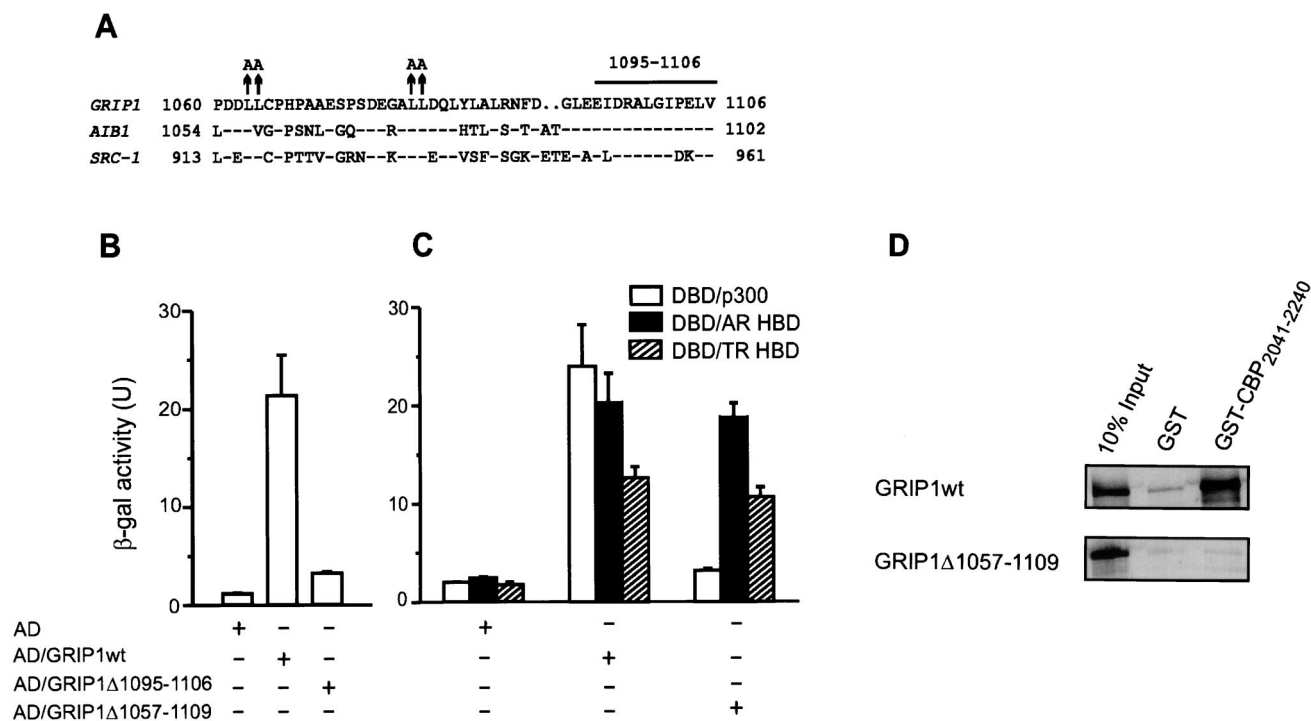 A
AA AA 1095-1106
GRIP1 1060 PDDLLCPHPAAESPSDEGALLDQLYLALRNFD..GLEEIDRALGIPELV 1106
AIB1 1054 L---VG-PSNL-GQ---R------HTL-S-T-AT--------------- 1102
SRC-1 913 L-E--C-PTTV-GRN--K---E--VSF-SGK-ETE-A-L------DK-- 961
B
C
D
DBD/p300
DBD/AR HBD
DBD/TR HBD
30
20
10
0
β-gal activity (U)
30
20
10
0
10% Input
GST
GST-CBP2041-2240
GRIP1wt
GRIP1Δ1057-1109
AD + - - + - -
AD/GRIP1wt - + - - + -
AD/GRIP1Δ1095-1106 - - + - - -
AD/GRIP1Δ1057-1109 - - - - - +